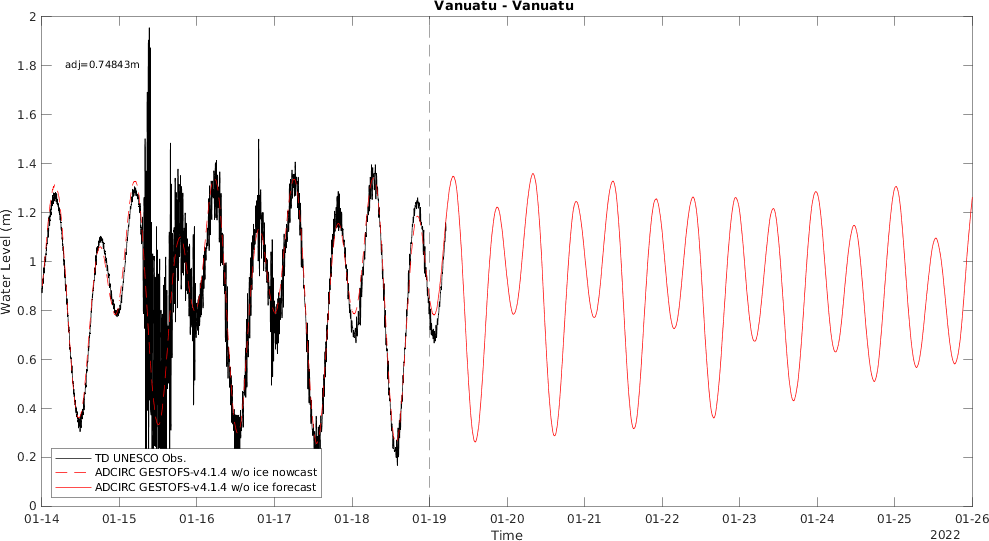 Vanuatu - Vanuatu
2
1.8
1.6
1.4
1.2
1
0.8
0.6
0.4
0.2
0
Water Level (m)
adj=0.74843m
TD UNESCO Obs.
ADCIRC GESTOFS-v4.1.4 w/o ice nowcast
ADCIRC GESTOFS-v4.1.4 w/o ice forecast
01-14 01-15 01-16 01-17 01-18 01-19 01-20 01-21 01-22 01-23 01-24 01-25 01-26
Time
2022